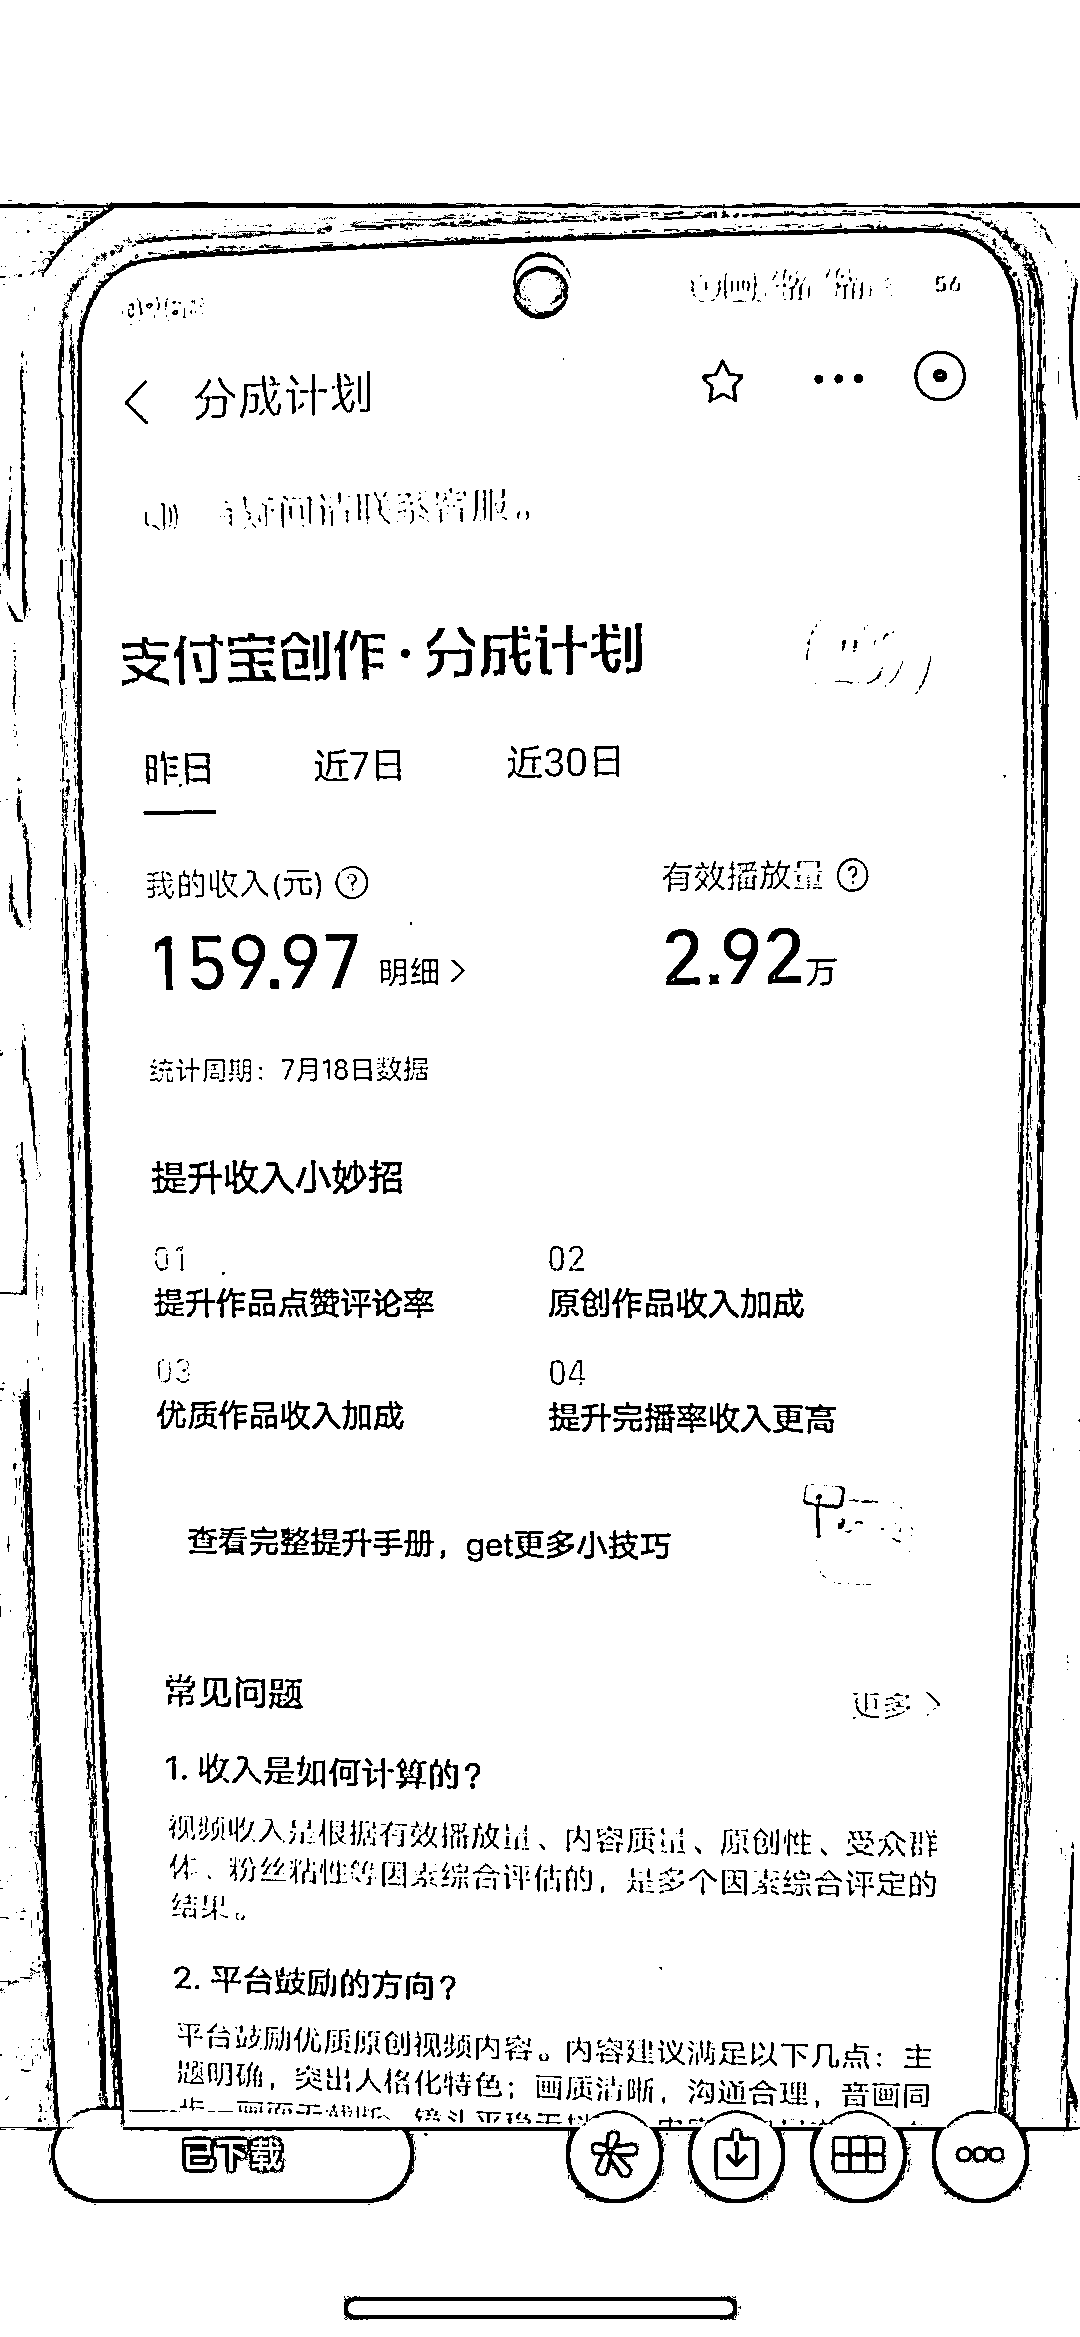 56
分成计划
疑问请联系客服。
支付宝创作·分成计划
昨日 近7日 近30日
我的收入(元) 有效播放量
159.97 明细 2.92万
统计周期：7月18日数据
提升收入小妙招
01 02
提升作品点赞评论率 原创作品收入加成
03 04
优质作品收入加成 提升完播率收入更高
查看完整提升手册，get更多小技巧
常见问题 更多
1. 收入是如何计算的？
视频收入是根据有效播放量、内容质量、原创性、受众群
体、粉丝粘性等因素综合评估的，是多个因素综合评定的
结果。
2. 平台鼓励的方向？
平台鼓励优质原创视频内容。内容建议满足以下几点：主
题明确，突出人格化特色；画质清晰，沟通合理，音画同
已下载